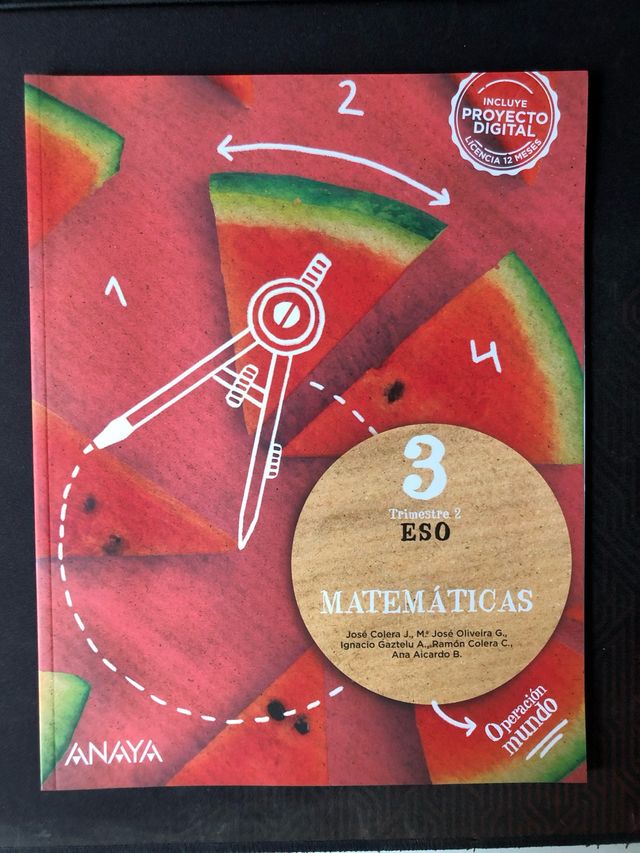 2
INCLUYE
PROYECTO
DIGITAL
LICENCIA 12 MESES
1
4
3
Trimestre 2
ESO
MATEMÁTICAS
José Colera J., M.ª José Oliveira G.,
Ignacio Gaztelu A., Ramón Colera C.,
Ana Aicardo B.
Operación
mundo
ANAYA